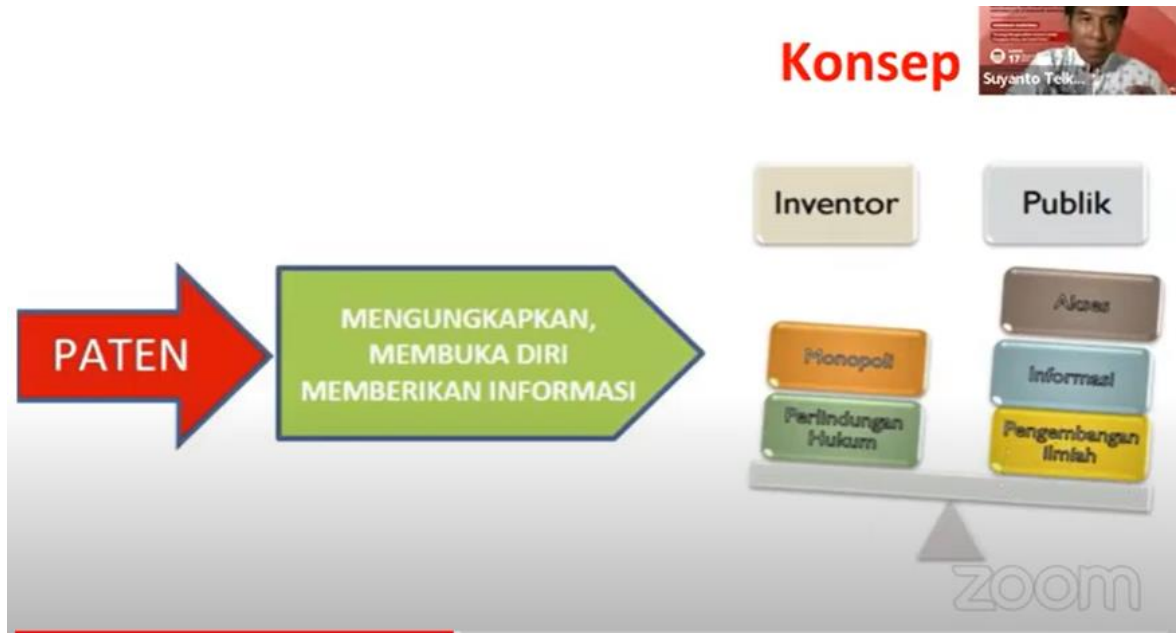 Konsep
Suyanto Telk...
17
Inventor
Publik
PATEN
MENGUNGKAPKAN,
MEMBUKA DIRI
MEMBERIKAN INFORMASI
Monopoli
Perlindungan
Hukum
Akses
Informasi
Pengembangan
Ilmiah
zoom